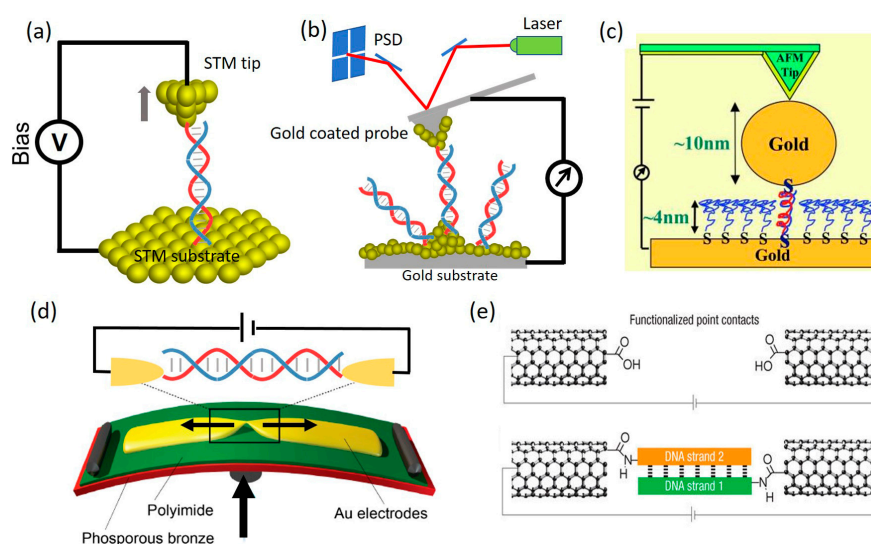 (a)
STM tip
Bias
V
STM substrate
(b)
PSD
Laser
Gold coated probe
Gold substrate
(c)
AFM
Tip
~10nm
Gold
S
~4nm
S S S S S S S S S
Gold
(d)
Polyimide
Au electrodes
Phosporous bronze
(e)
Functionalized point contacts
O
OH
O
HO
O
N
H
DNA strand 2
DNA strand 1
O
N
H